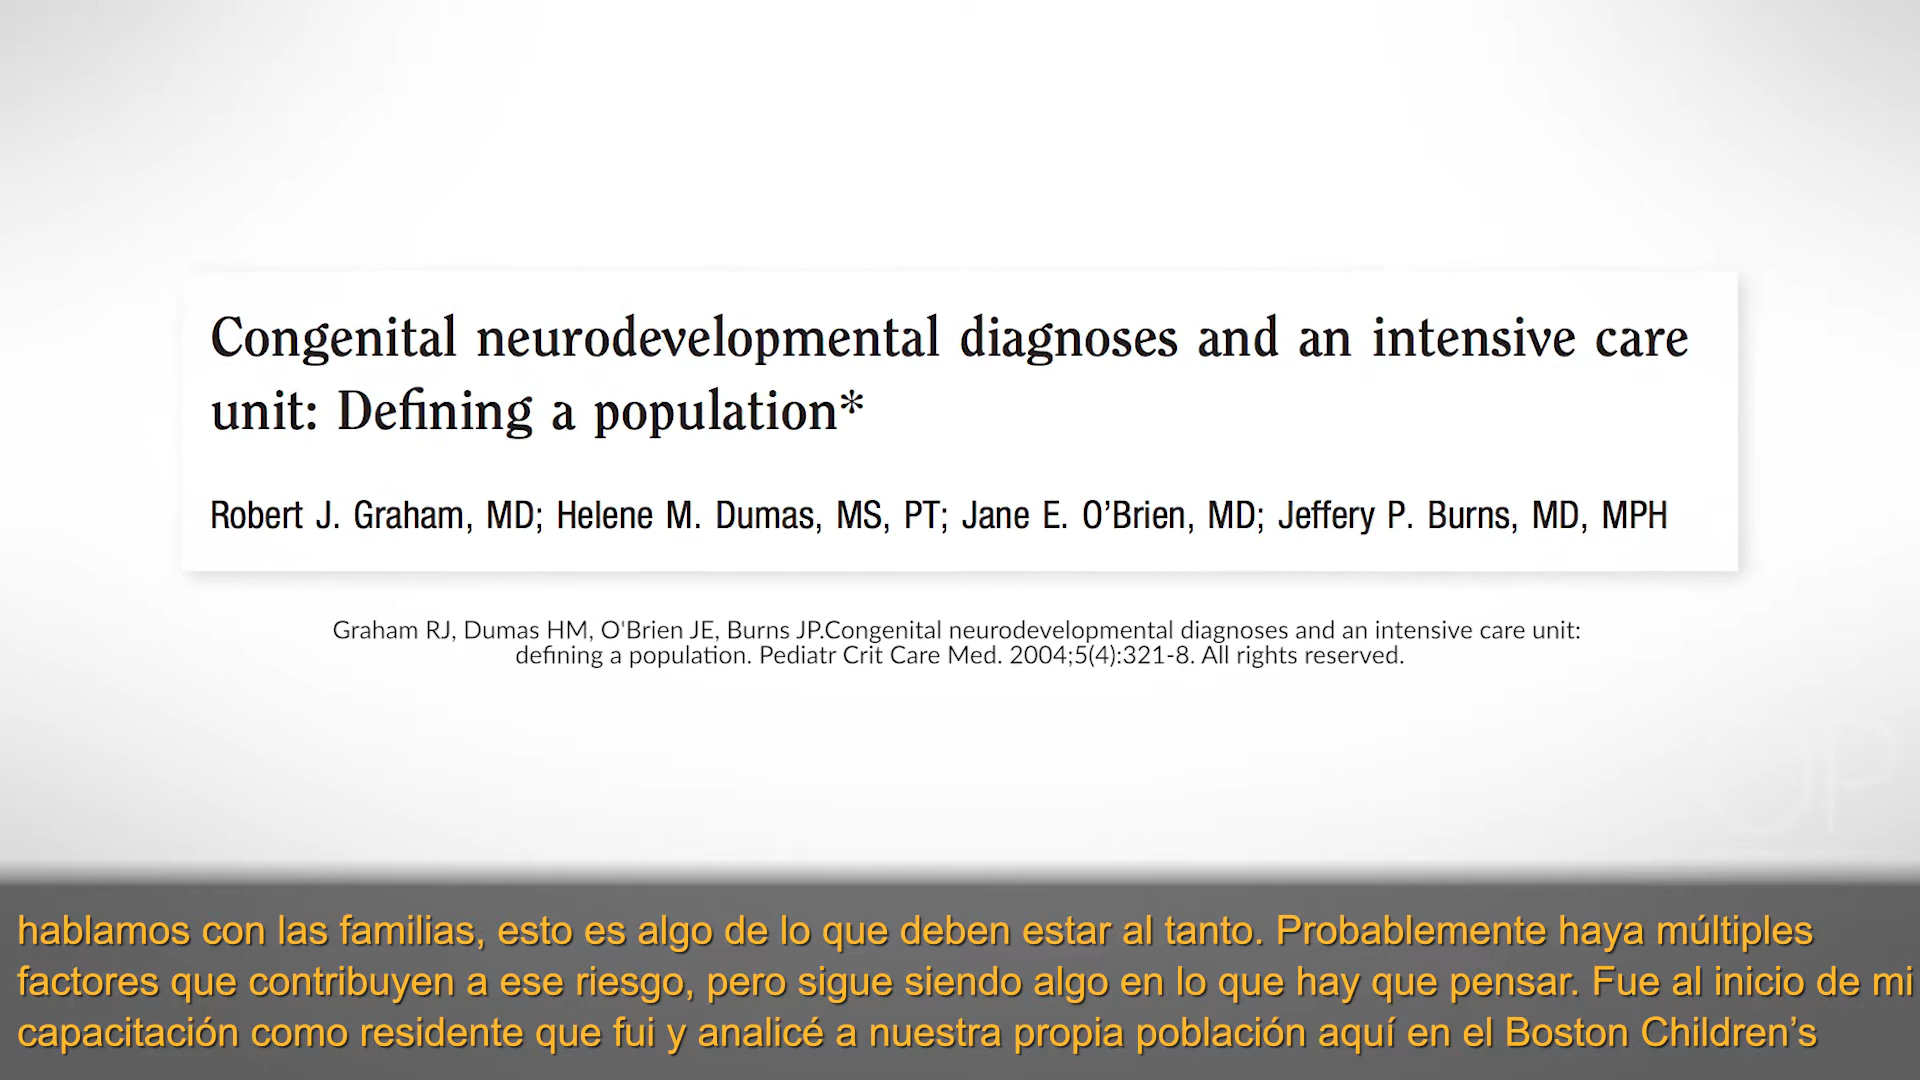 Congenital neurodevelopmental diagnoses and an intensive care
unit: Defining a population*
Robert J. Graham, MD; Helene M. Dumas, MS, PT; Jane E. O’Brien, MD; Jeffery P. Burns, MD, MPH
Graham RJ, Dumas HM, O'Brien JE, Burns JP.Congenital neurodevelopmental diagnoses and an intensive care unit:
defining a population. Pediatr Crit Care Med. 2004;5(4):321-8. All rights reserved.
OP
hablamos con las familias, esto es algo de lo que deben estar al tanto. Probablemente haya múltiples
factores que contribuyen a ese riesgo, pero sigue siendo algo en lo que hay que pensar. Fue al inicio de mi
capacitación como residente que fui y analicé a nuestra propia población aquí en el Boston Children’s